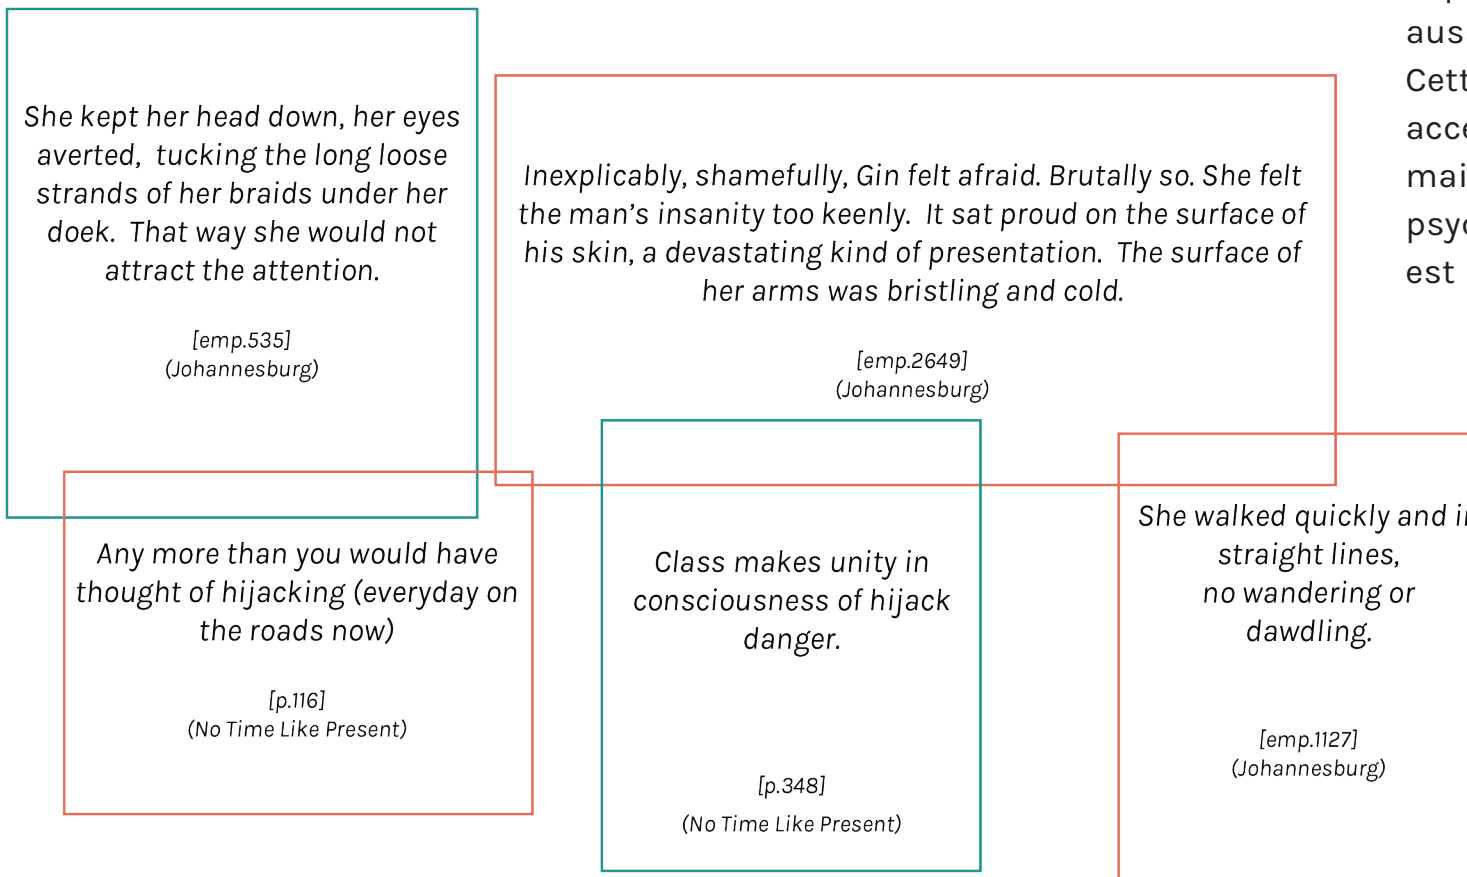 She kept her head down, her eyes
averted,  tucking the long loose
strands of her braids under her
doek.  That way she would not
attract the attention.
[emp.535]
(Johannesburg)
Inexplicably, shamefully, Gin felt afraid. Brutally so. She felt
the man’s insanity too keenly.  It sat proud on the surface of
his skin, a devastating kind of presentation.  The surface of
her arms was bristling and cold.
[emp.2649]
(Johannesburg)
Any more than you would have
thought of hijacking (everyday on
the roads now)
[p.116]
(No Time Like Present)
Class makes unity in
consciousness of hijack
danger.
[p.348]
(No Time Like Present)
She walked quickly and
straight lines,
no wandering or
dawdling.
[emp.1127]
(Johannesburg)
est